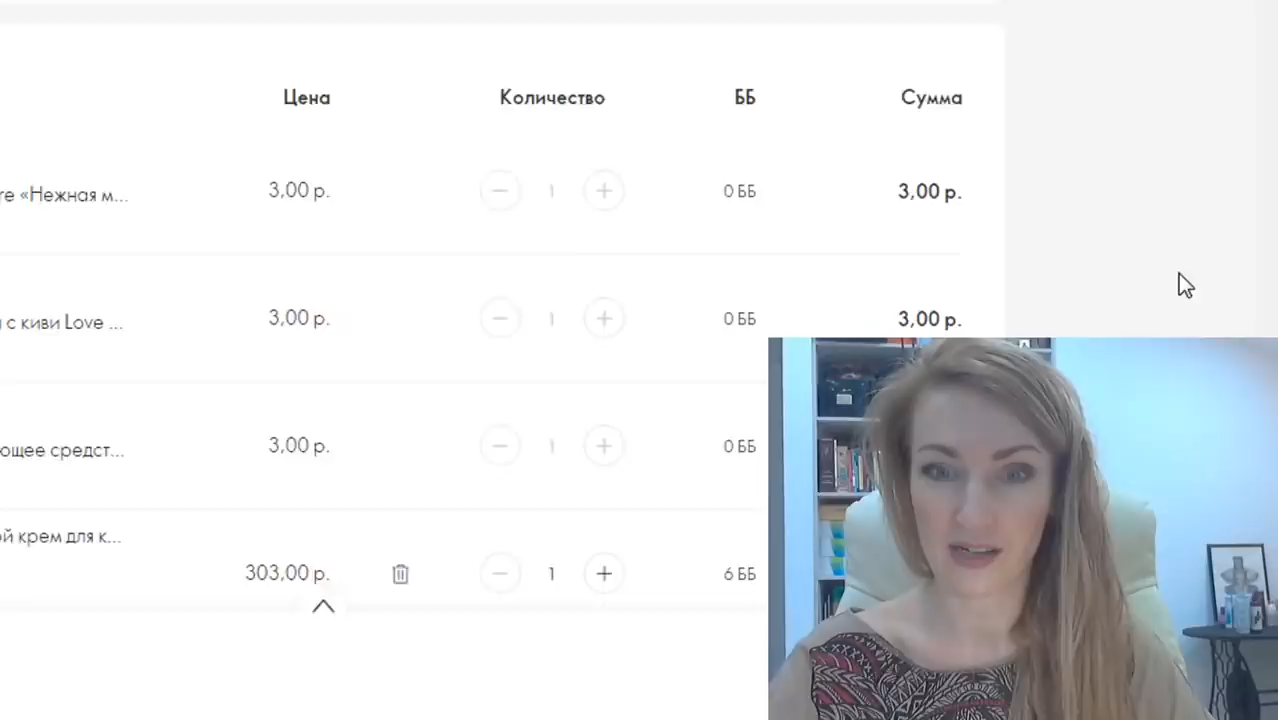 Цена Количество ББ Сумма
re «Нежная м... 3,00 р. 1 0 ББ 3,00 р.
с киви Love ... 3,00 р. 1 0 ББ 3,00 р.
ющее средст... 3,00 р. 1 0 ББ
ой крем для к...
303,00 р. 1 6 ББ